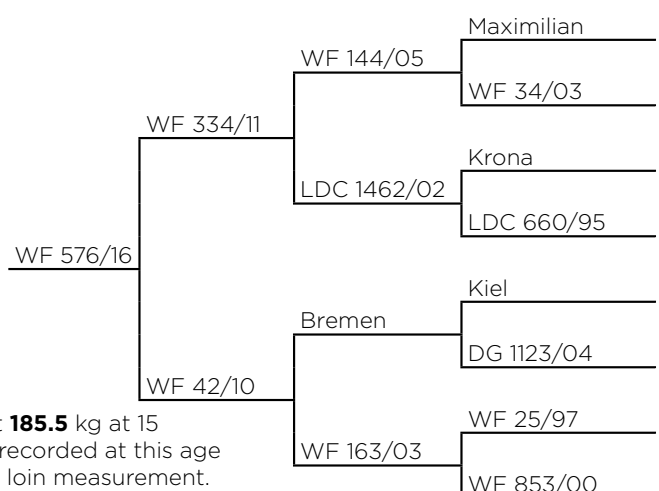 Maximilian
WF 144/05
WF 34/03
WF 334/11
Krona
LDC 1462/02
LDC 660/95
WF 576/16
Kiel
Bremen
DG 1123/04
WF 42/10
WF 25/97
WF 163/03
WF 853/00
185.5 kg at 15
recorded at this age
loin measurement.